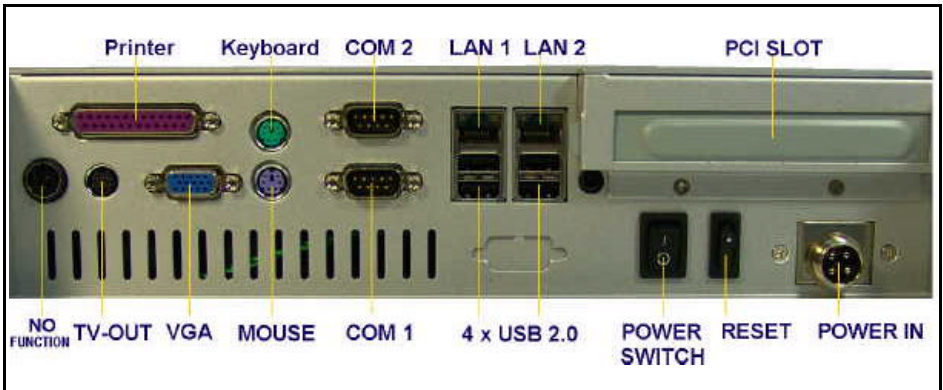 Printer Keyboard COM 2 LAN 1 LAN 2 PCI SLOT
NO FUNCTION TV-OUT VGA MOUSE COM 1 4 x USB 2.0 POWER SWITCH RESET POWER IN